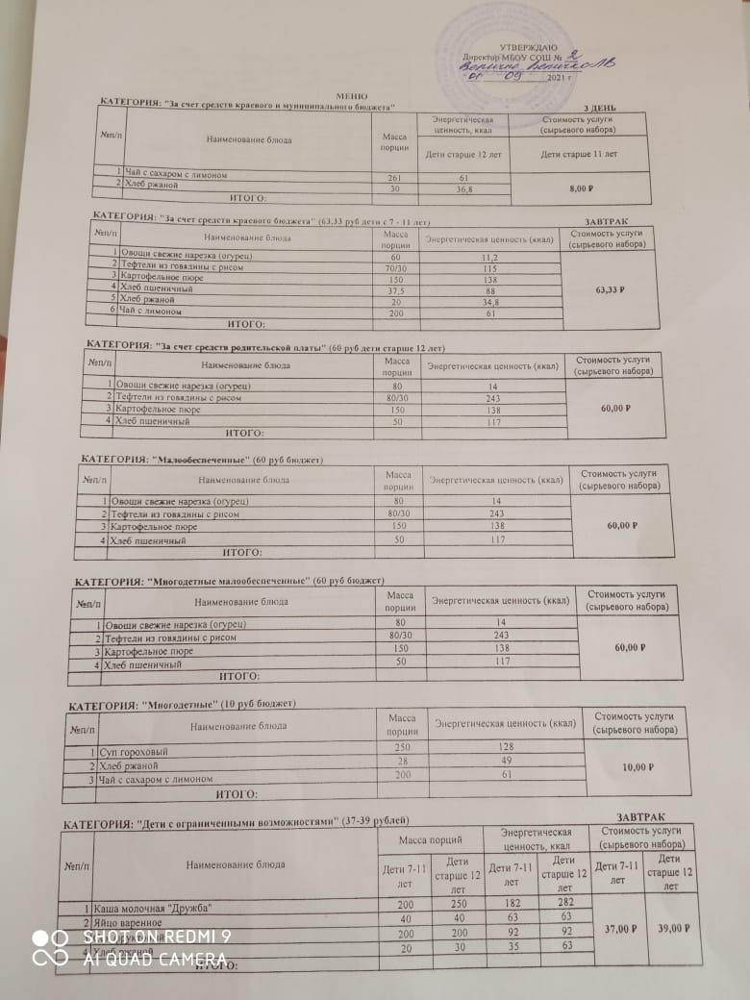 УТВЕРЖДАЮ
Директор МБОУ СОШ № 2
01 09 2021 г
МЕНЮ
КАТЕГОРИЯ: "За счет средств краевого и муниципального бюджета" 3 ДЕНЬ
№п/п Наименование блюда Масса порции Энергетическая ценность, ккал Стоимость услуги (сырьевого набора)
Дети старше 12 лет Дети старше 11 лет
1 Чай с сахаром с лимоном 261 61 8,00 ₽
2 Хлеб ржаной 30 36,8
ИТОГО:
КАТЕГОРИЯ: "За счет средств краевого бюджета" (63,33 руб дети с 7 - 11 лет) ЗАВТРАК
№п/п Наименование блюда Масса порции Энергетическая ценность (ккал) Стоимость услуги (сырьевого набора)
1 Овощи свежие нарезка (огурец) 60 11,2 63,33 ₽
2 Тефтели из говядины с рисом 70/30 115
3 Картофельное пюре 150 138
4 Хлеб пшеничный 37,5 88
5 Хлеб ржаной 20 34,8
6 Чай с лимоном 200 61
ИТОГО:
КАТЕГОРИЯ: "За счет средств родительской платы" (60 руб дети старше 12 лет)
№п/п Наименование блюда Масса порции Энергетическая ценность (ккал) Стоимость услуги (сырьевого набора)
1 Овощи свежие нарезка (огурец) 80 14 60,00 ₽
2 Тефтели из говядины с рисом 80/30 243
3 Картофельное пюре 150 138
4 Хлеб пшеничный 50 117
ИТОГО:
КАТЕГОРИЯ: "Малообеспеченные" (60 руб бюджет)
№п/п Наименование блюда Масса порции Энергетическая ценность (ккал) Стоимость услуги (сырьевого набора)
1 Овощи свежие нарезка (огурец) 80 14 60,00 ₽
2 Тефтели из говядины с рисом 80/30 243
3 Картофельное пюре 150 138
4 Хлеб пшеничный 50 117
ИТОГО:
КАТЕГОРИЯ: "Многодетные малообеспеченные" (60 руб бюджет)
№п/п Наименование блюда Масса порции Энергетическая ценность (ккал) Стоимость услуги (сырьевого набора)
1 Овощи свежие нарезка (огурец) 80 14 60,00 ₽
2 Тефтели из говядины с рисом 80/30 243
3 Картофельное пюре 150 138
4 Хлеб пшеничный 50 117
ИТОГО:
КАТЕГОРИЯ: "Многодетные" (10 руб бюджет)
№п/п Наименование блюда Масса порции Энергетическая ценность (ккал) Стоимость услуги (сырьевого набора)
1 Суп гороховый 250 128 10,00 ₽
2 Хлеб ржаной 28 49
3 Чай с сахаром с лимоном 200 61
ИТОГО:
КАТЕГОРИЯ: "Дети с ограниченными возможностями" (37-39 рублей) ЗАВТРАК
№п/п Наименование блюда Масса порций Энергетическая ценность, ккал Стоимость услуги (сырьевого набора)
Дети 7-11 лет Дети старше 12 лет Дети 7-11 лет Дети старше 12 лет Дети 7-11 лет Дети старше 12 лет
1 Каша молочная "Дружба" 200 250 182 282 37,00 ₽ 39,00 ₽
2 Яйцо варенное 40 40 63 63
200 200 92 92
4 Хлеб ржаной 20 30 35 63
ИТОГО:
SHOT ON REDMI 9
AI QUAD CAMERA